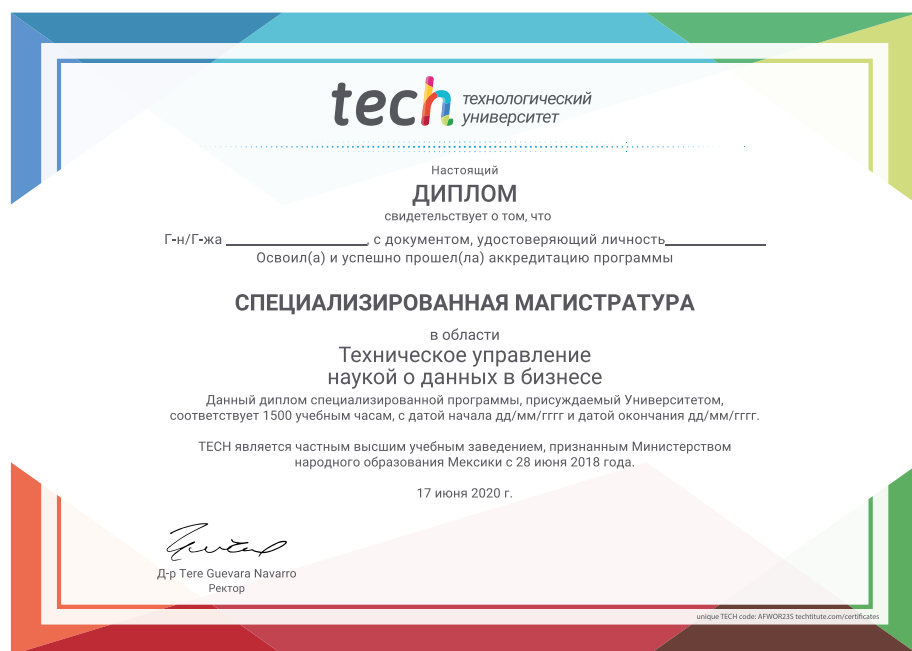 tech технологический
университет
Настоящий
ДИПЛОМ
свидетельствует о том, что
Г-н/Г-жа , с документом, удостоверяющий личность
Освоил(а) и успешно прошел(ла) аккредитацию программы
СПЕЦИАЛИЗИРОВАННАЯ МАГИСТРАТУРА
в области
Техническое управление
наукой о данных в бизнесе
Данный диплом специализированной программы, присуждаемый Университетом,
соответствует 1500 учебным часам, с датой начала дд/мм/гггг и датой окончания дд/мм/гггг.
TECH является частным высшим учебным заведением, признанным Министерством
народного образования Мексики с 28 июня 2018 года.
17 июня 2020 г.
Д-р Tere Guevara Navarro
Ректор
unique TECH code: AFWOR23S techtitute.com/certificates